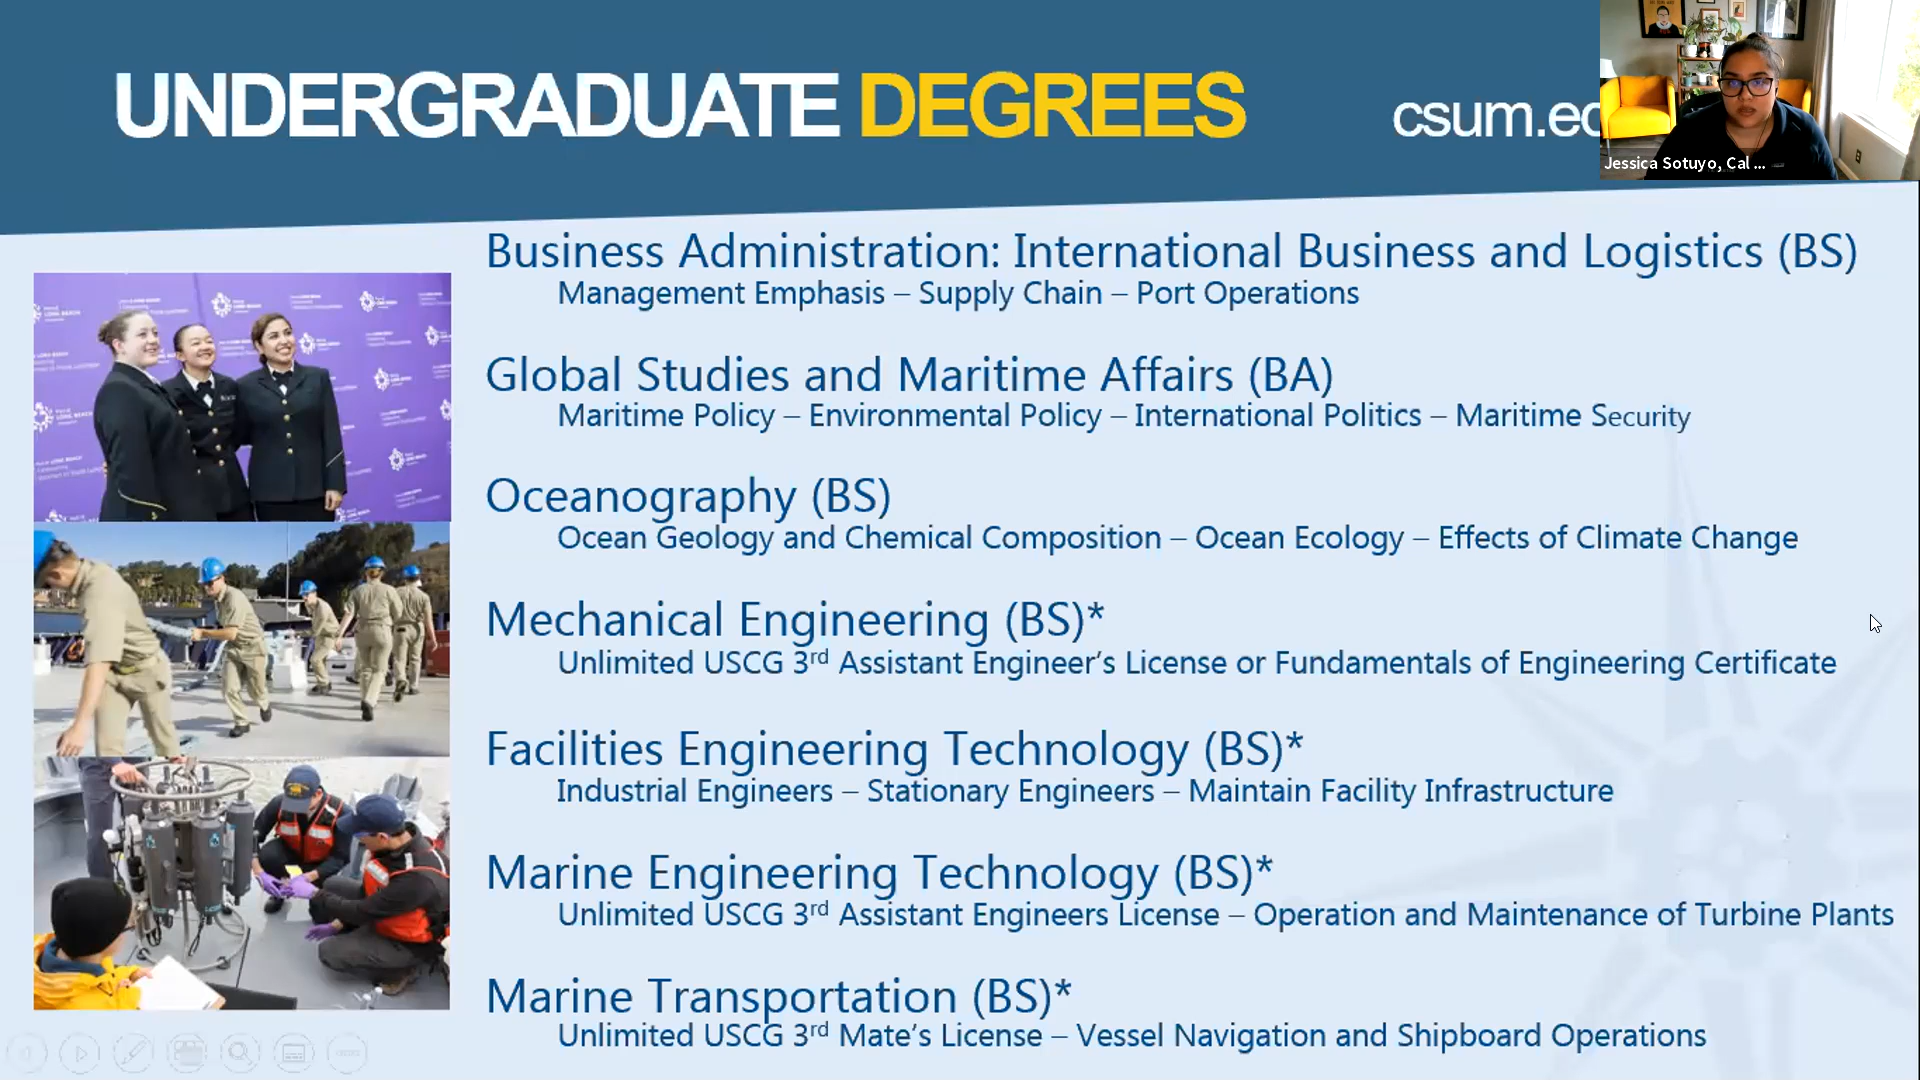 UNDERGRADUATE DEGREES
csum.ed
Jessica Sotuyo, Cal ...
Business Administration: International Business and Logistics (BS)
Management Emphasis – Supply Chain – Port Operations
Global Studies and Maritime Affairs (BA)
Maritime Policy – Environmental Policy – International Politics – Maritime Security
Oceanography (BS)
Ocean Geology and Chemical Composition – Ocean Ecology – Effects of Climate Change
Mechanical Engineering (BS)*
Unlimited USCG 3rd Assistant Engineer’s License or Fundamentals of Engineering Certificate
Facilities Engineering Technology (BS)*
Industrial Engineers – Stationary Engineers – Maintain Facility Infrastructure
Marine Engineering Technology (BS)*
Unlimited USCG 3rd Assistant Engineers License – Operation and Maintenance of Turbine Plants
Marine Transportation (BS)*
Unlimited USCG 3rd Mate’s License – Vessel Navigation and Shipboard Operations